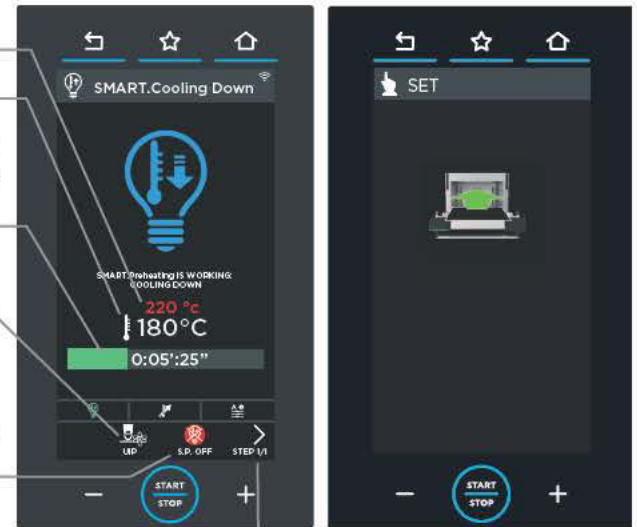 SMART.Cooling Down
SMART.Preheating IS WORKING:
COOLING DOWN
220 °c
180°C
0:05':25”
UIP
S.P. OFF
STEP 1/1
−
START
STOP
+
SET
−
START
STOP
+